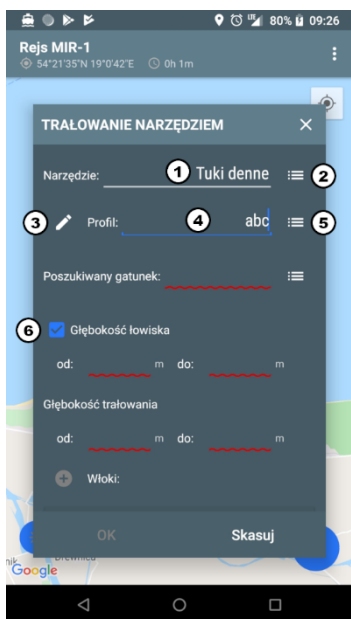 80% 09:26
Rejs MIR-1
54°21'35"N 19°0'42"E 0h 1m
TRAŁOWANIE NARZĘDZIEM
Narzędzie: 1 Tuki denne 2
3 Profil: 4 abc 5
Poszukiwany gatunek:
6 Głębokość łowiska
od: m do: m
Głębokość trałowania
od: m do: m
Włoki:
OK Skasuj
Google